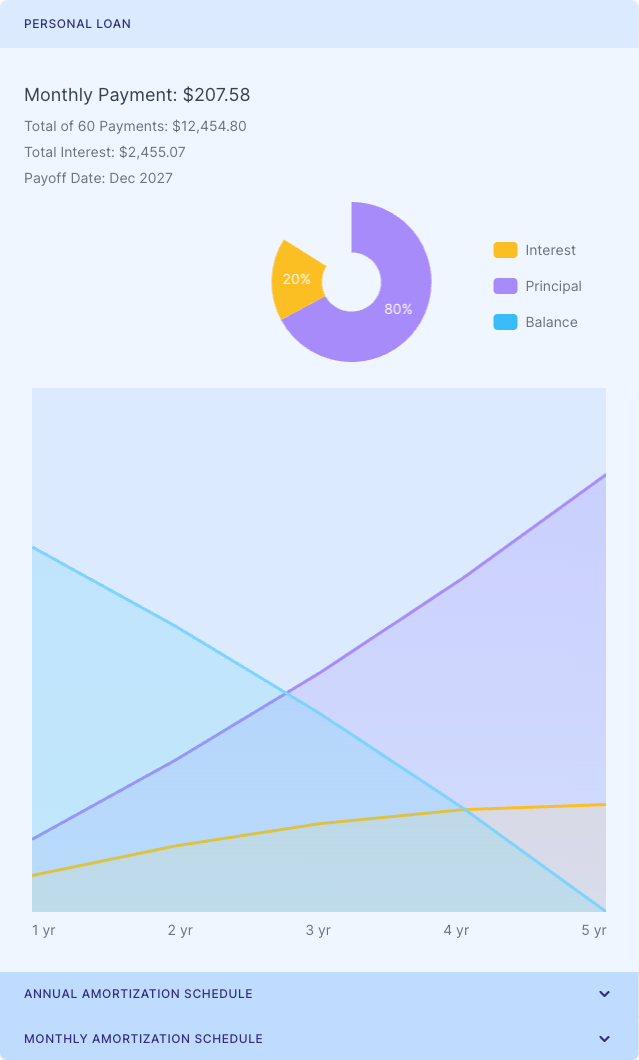 PERSONAL LOAN
Monthly Payment: $207.58
Total of 60 Payments: $12,454.80
Total Interest: $2,455.07
Payoff Date: Dec 2027
Interest
20%
Principal
80%
Balance
1 yr 2 yr 3 yr 4 yr 5 yr
ANNUAL AMORTIZATION SCHEDULE
MONTHLY AMORTIZATION SCHEDULE